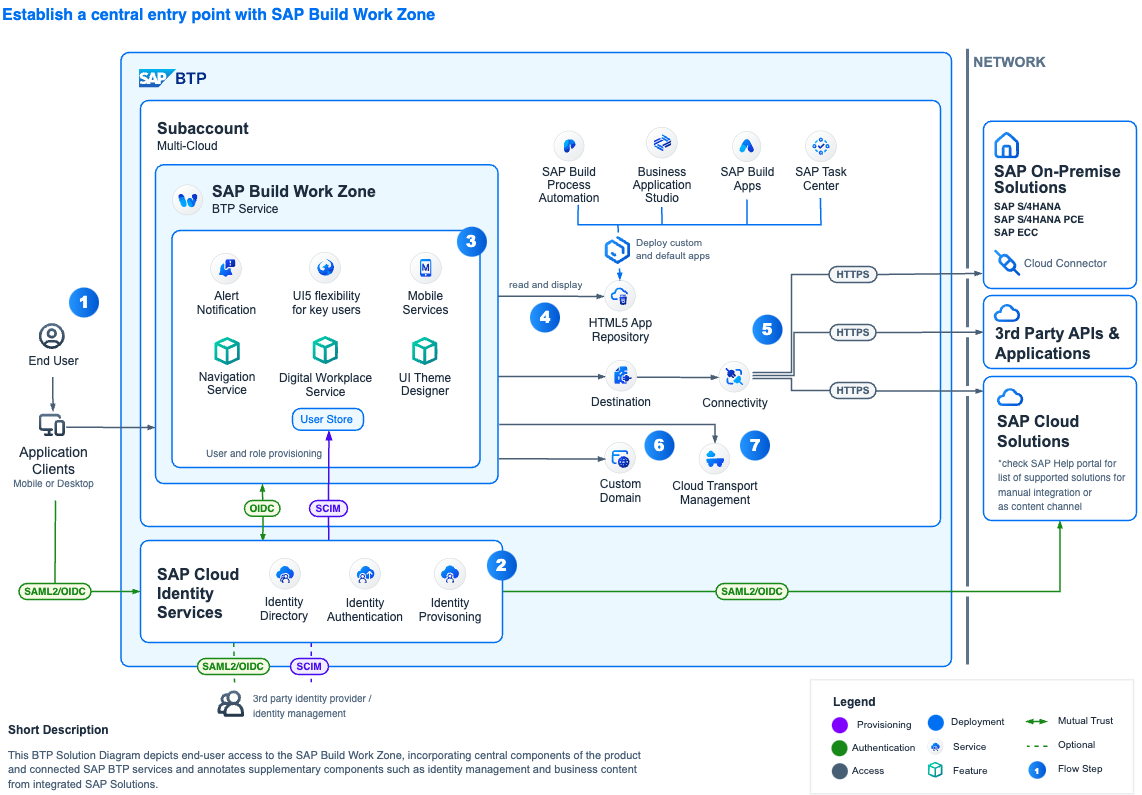 Establish a central entry point with SAP Build Work Zone
SAP BTP
NETWORK
Subaccount
Multi-Cloud
SAP Build Work Zone
BTP Service
3
Alert
Notification
UI5 flexibility
for key users
Mobile
Services
Navigation
Service
Digital Workplace
Service
UI Theme
Designer
User Store
User and role provisioning
1
End User
Application
Clients
Mobile or Desktop
SAP Build
Process
Automation
Business
Application
Studio
SAP Build
Apps
SAP Task
Center
Deploy custom
and default apps
read and display
4
HTML5 App
Repository
5
Destination
Connectivity
6
Custom
Domain
7
Cloud Transport
Management
HTTPS
HTTPS
HTTPS
SAP On-Premise
Solutions
SAP S/4HANA
SAP S/4HANA PCE
SAP ECC
Cloud Connector
3rd Party APIs &
Applications
SAP Cloud
Solutions
*check SAP Help portal for
list of supported solutions for
manual integration or
as content channel
OIDC
SCIM
SAP Cloud
Identity
Services
2
Identity
Directory
Identity
Authentication
Identity
Provisoning
SAML2/OIDC
SAML2/OIDC
SAML2/OIDC
SCIM
3rd party identity provider /
identity management
Short Description
This BTP Solution Diagram depicts end-user access to the SAP Build Work Zone, incorporating central components of the product
and connected SAP BTP services and annotates supplementary components such as identity management and business content
from integrated SAP Solutions.
Legend
Provisioning
Deployment
Mutual Trust
Authentication
Service
Optional
Access
Feature
1
Flow Step